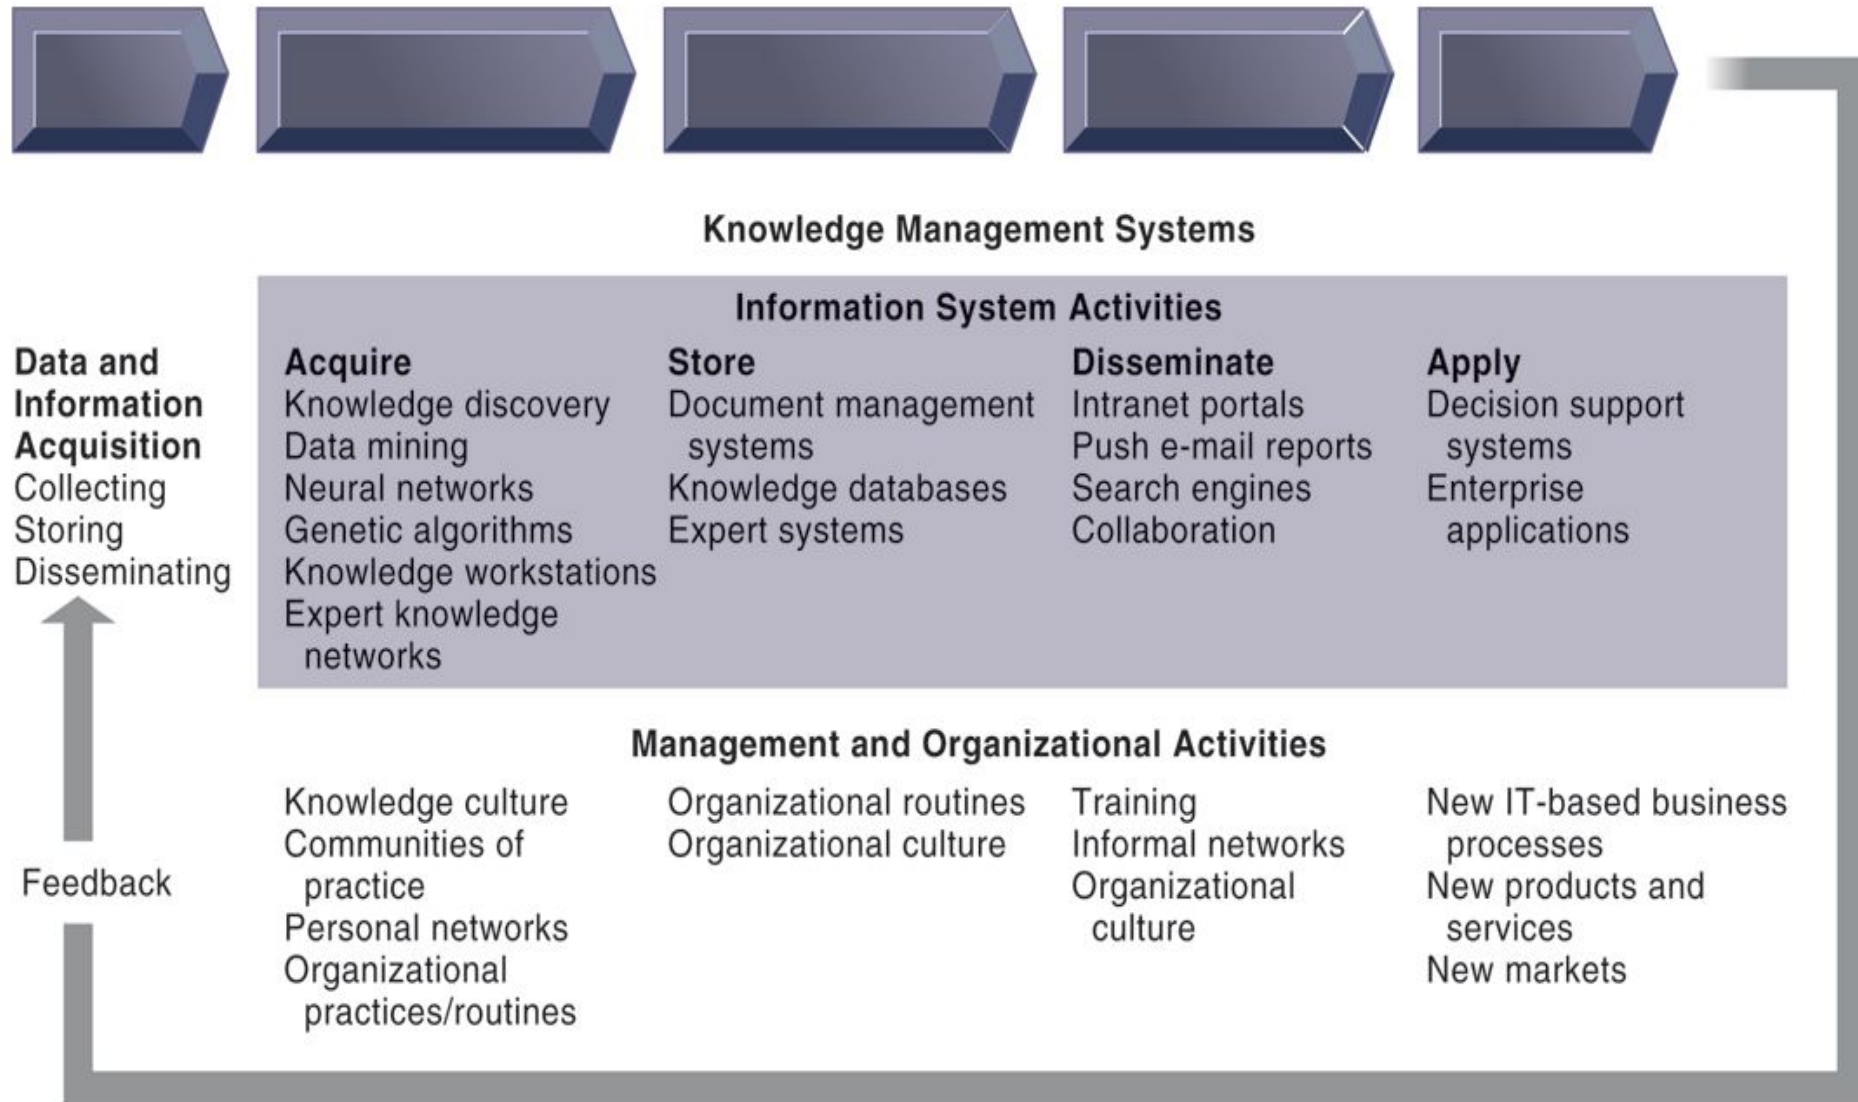 Knowledge Management Systems
Information System Activities
Data and
Information
Acquisition
Collecting
Storing
Disseminating
Acquire
Knowledge discovery
Data mining
Neural networks
Genetic algorithms
Knowledge workstations
Expert knowledge
networks
Store
Document management
systems
Knowledge databases
Expert systems
Disseminate
Intranet portals
Push e-mail reports
Search engines
Collaboration
Apply
Decision support
systems
Enterprise
applications
Management and Organizational Activities
Knowledge culture
Communities of
practice
Personal networks
Organizational
practices/routines
Organizational routines
Organizational culture
Training
Informal networks
Organizational
culture
New IT-based business
processes
New products and
services
New markets
Feedback